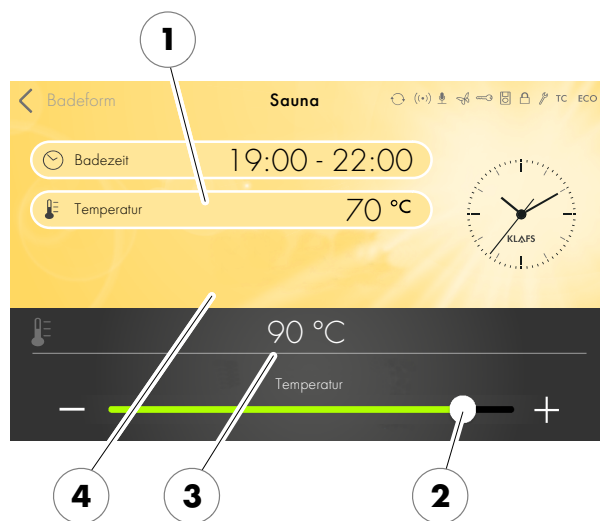 1
Badeform Sauna TC ECO
Badezeit 19:00 - 22:00
Temperatur 70 °C
KLAFS
90 °C
Temperatur
4 3 2